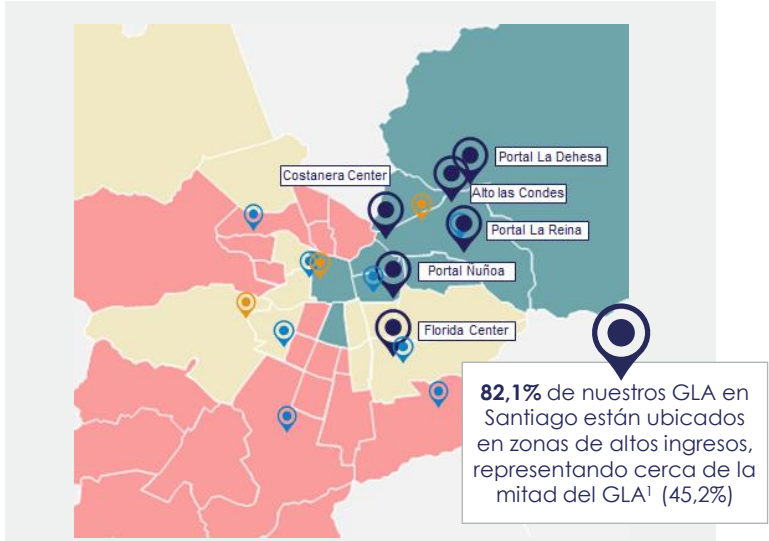 Portal La Dehesa
Costanera Center
Alto las Condes
Portal La Reina
Portal Ñuñoa
Florida Center
82,1% de nuestros GLA en
Santiago están ubicados
en zonas de altos ingresos,
representando cerca de la
mitad del GLA¹ (45,2%)